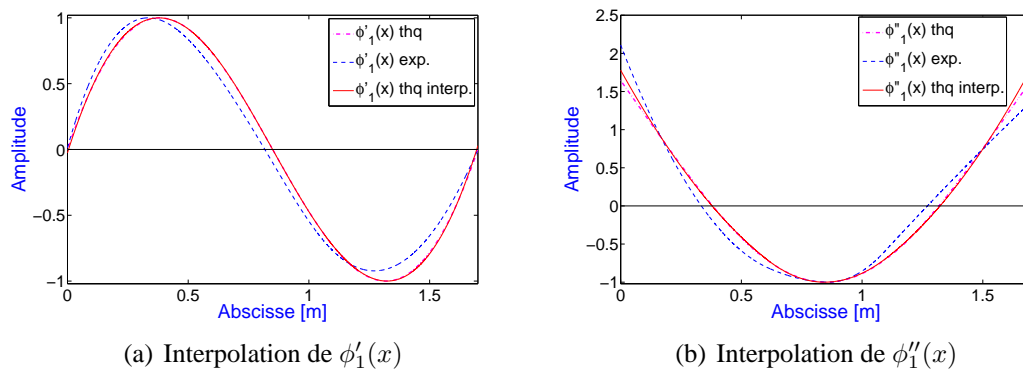 1
0.5
0
−0.5
−1
0 0.5 1 1.5
Amplitude
Abscisse [m]
ϕ'₁(x) thq
ϕ'₁(x) exp.
ϕ'₁(x) thq interp.
(a) Interpolation de ϕ′₁(x)
2.5
2
1.5
1
0.5
0
−0.5
−1
0 0.5 1 1.5
Amplitude
Abscisse [m]
ϕ"₁(x) thq
ϕ"₁(x) exp.
ϕ"₁(x) thq interp.
(b) Interpolation de ϕ′′₁(x)